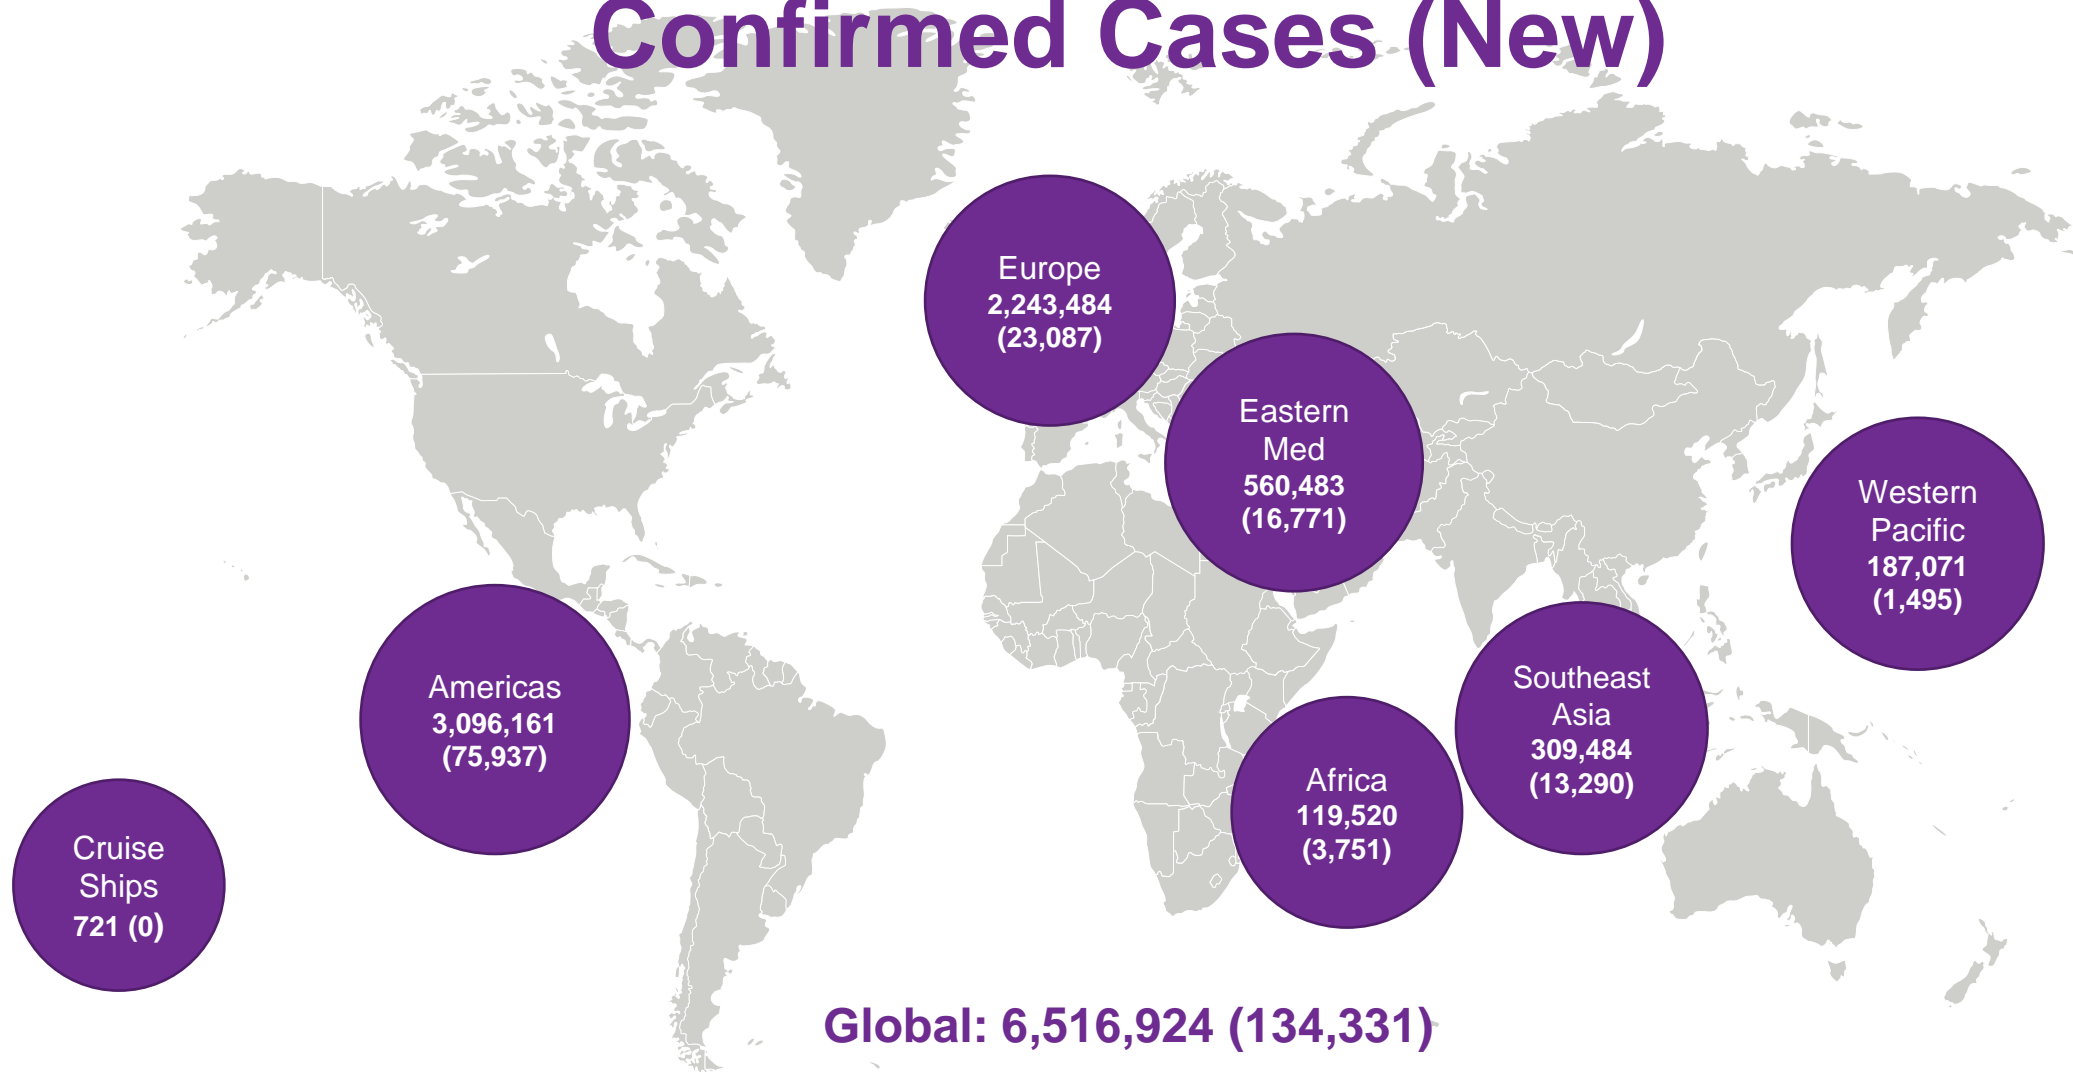 Confirmed Cases (New)
Europe
2,243,484
(23,087)
Eastern
Med
560,483
(16,771)
Western
Pacific
187,071
(1,495)
Americas
3,096,161
(75,937)
Southeast
Asia
309,484
(13,290)
Africa
119,520
(3,751)
Cruise
Ships
721 (0)
Global: 6,516,924 (134,331)